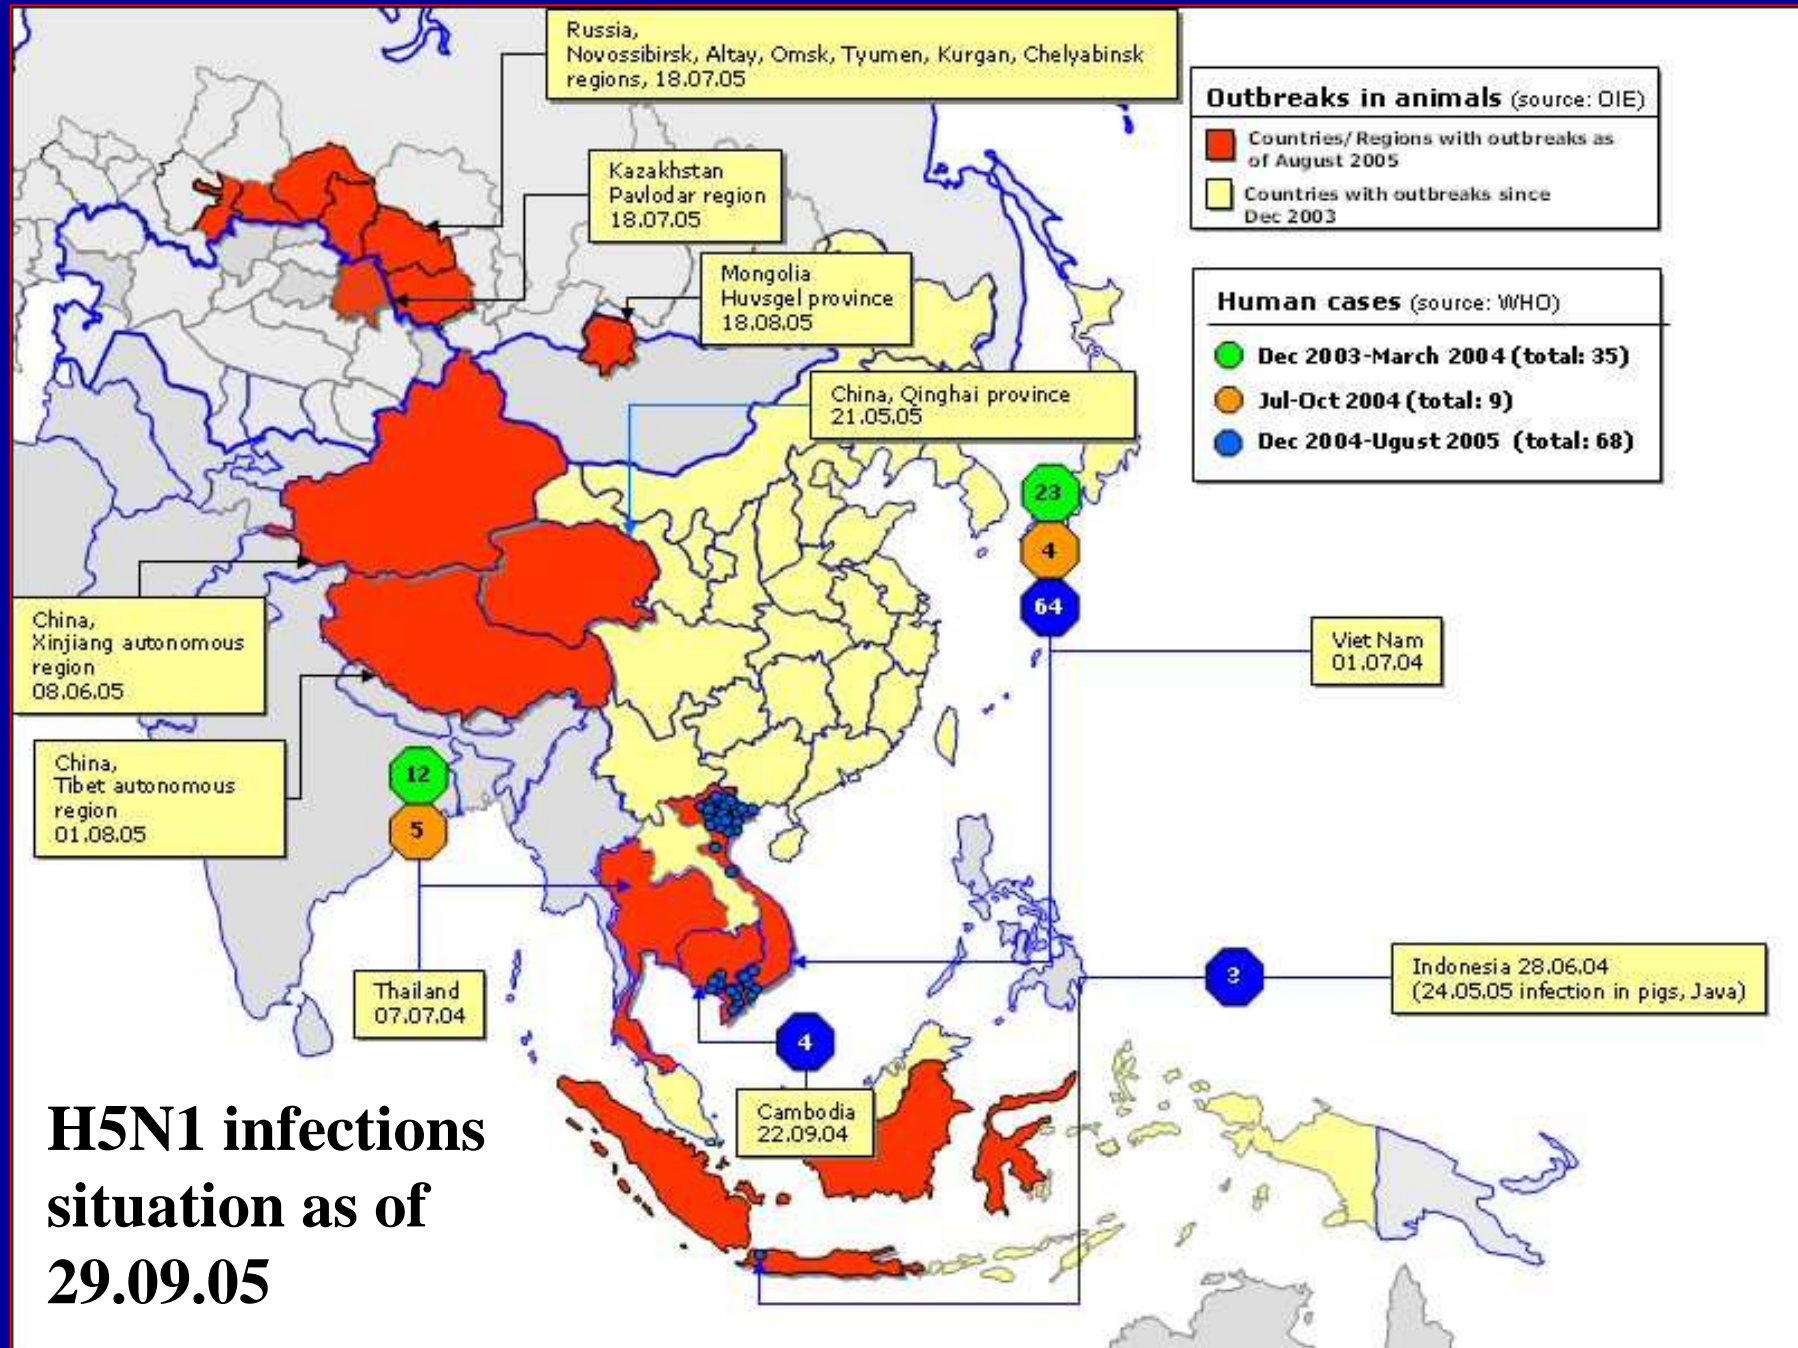 Russia,
Novossibirsk, Altay, Omsk, Tyumen, Kurgan, Chelyabinsk
regions, 18.07.05
Outbreaks in animals (source: OIE)
Countries/Regions with outbreaks as
of August 2005
Countries with outbreaks since
Dec 2003
Kazakhstan
Pavlodar region
18.07.05
Mongolia
Huvsgel province
18.08.05
Human cases (source: WHO)
Dec 2003-March 2004 (total: 35)
Jul-Oct 2004 (total: 9)
Dec 2004-Ugust 2005 (total: 68)
China, Qinghai province
21.05.05
23
4
64
China,
Xinjiang autonomous
region
08.06.05
Viet Nam
01.07.04
China,
Tibet autonomous
region
01.08.05
12
5
Thailand
07.07.04
3
Indonesia 28.06.04
(24.05.05 infection in pigs, Java)
4
Cambodia
22.09.04
H5N1 infections
situation as of
29.09.05